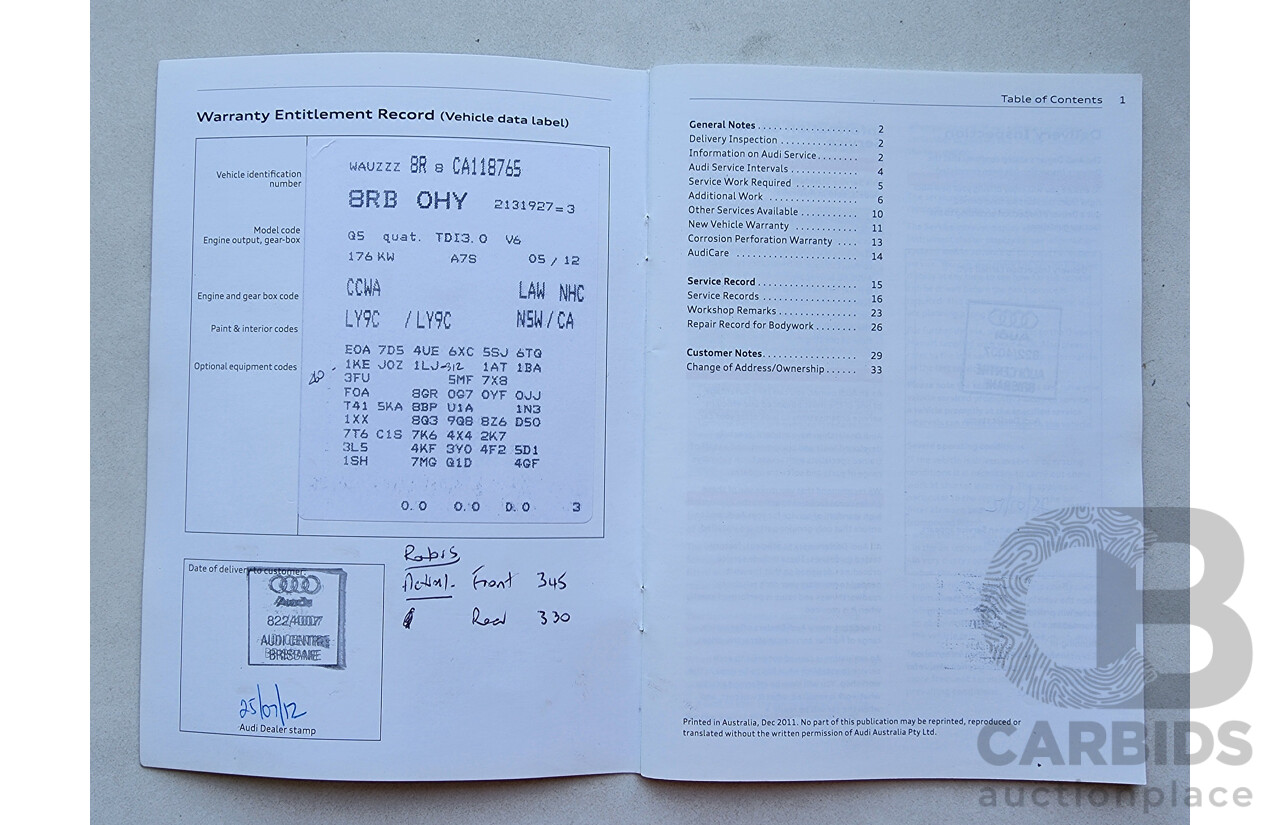 Warranty Entitlement Record (Vehicle data label)
Vehicle identification
number
WAUZZZ 8R 8 CA118765
8RB 0HY 2131927=3
Model code
Engine output, gear-box
Q5 quat. TDI3.0 V6
176 KW A7S 05 / 12
Engine and gear box code
CCWA LAW NHC
Paint & interior codes
LY9C / LY9C N5W / CA
Optional equipment codes
E0A 7D5 4UE 6XC 5SJ 6TQ
1KE J0Z 1LJ-312 1AT 1BA
3FU 5MF 7X8
F0A 8GR 0G7 0YF 0JJ
T41 5KA 8BP U1A 1N3
1XX 8Q3 9Q8 8Z6 D50
7T6 C1S 7K6 4X4 2K7
3L5 4KF 3Y0 4F2 5D1
1SH 7MG Q1D 4GF
0.0 0.0 0.0 3
Date of delivery to customer:
Audi
822/4007
AUDI CENTRE
BRISBANE
25/07/12
Audi Dealer stamp
Actual. Front 345
Rear 330
Table of Contents 1
General Notes 2
Delivery Inspection 2
Information on Audi Service 2
Audi Service Intervals 4
Service Work Required 5
Additional Work 6
Other Services Available 10
New Vehicle Warranty 11
Corrosion Perforation Warranty 13
AudiCare 14
Service Record 15
Service Records 16
Workshop Remarks 23
Repair Record for Bodywork 26
Customer Notes 29
Change of Address/Ownership 33
Printed in Australia, Dec 2011. No part of this publication may be reprinted, reproduced or
translated without the written permission of Audi Australia Pty Ltd.
CARBIDS
auctionplace